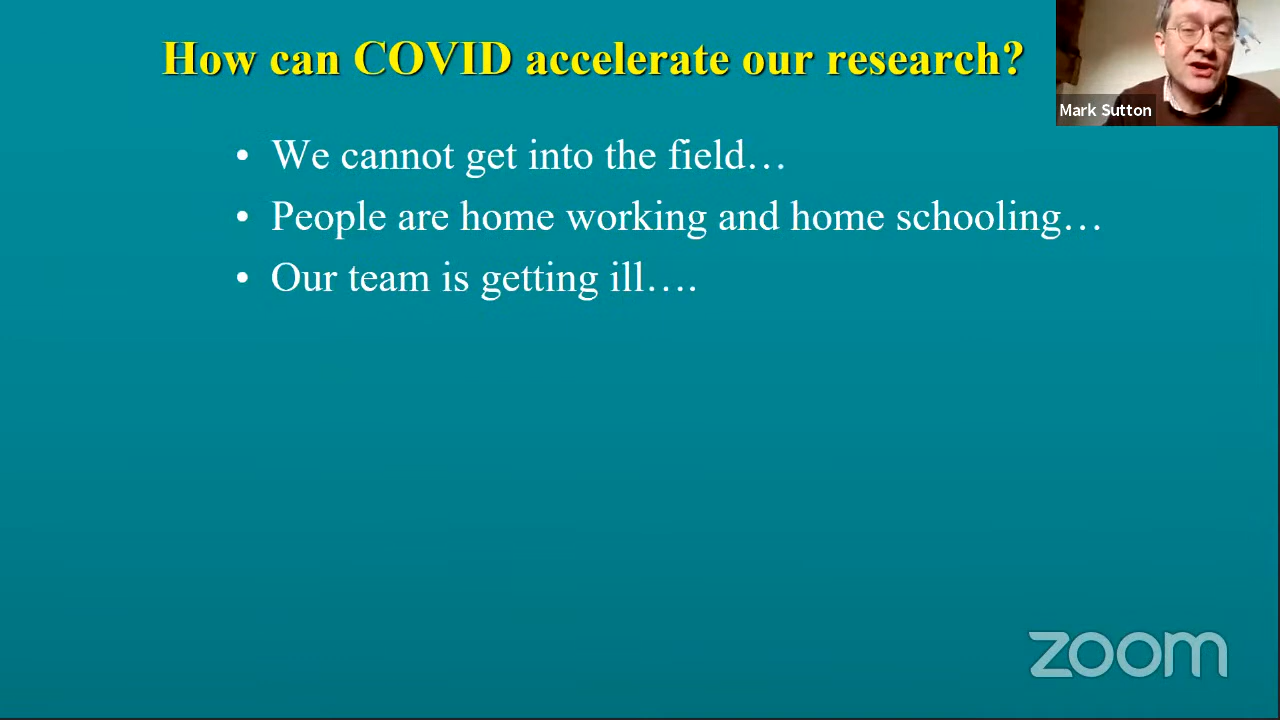 How can COVID accelerate our research?
Mark Sutton
• We cannot get into the field…
• People are home working and home schooling…
• Our team is getting ill….
zoom